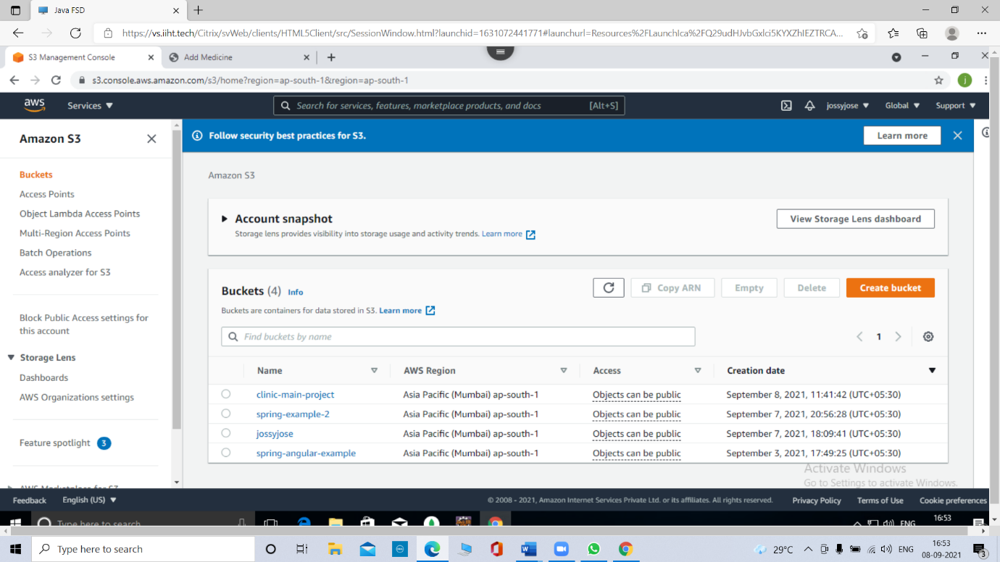 Java FSD
https://vs.iiht.tech/Citrix/svWeb/clients/HTML5Client/src/SessionWindow.html?launchid=1631072441771#launchurl=Resources%2FLaunchIca%2FQ29udHJvbGxlci5KYXZhIEZTRCA...
S3 Management Console
Add Medicine
s3.console.aws.amazon.com/s3/home?region=ap-south-1&region=ap-south-1
j
aws
Services
Search for services, features, marketplace products, and docs [Alt+S]
jossyjose
Global
Support
Amazon S3
Follow security best practices for S3.
Learn more
Buckets
Access Points
Object Lambda Access Points
Multi-Region Access Points
Batch Operations
Access analyzer for S3
Block Public Access settings for
this account
Storage Lens
Dashboards
AWS Organizations settings
Feature spotlight 3
AWS Marketplace for S3
Amazon S3
Account snapshot
View Storage Lens dashboard
Storage lens provides visibility into storage usage and activity trends. Learn more
Buckets (4) Info
Copy ARN
Empty
Delete
Create bucket
Buckets are containers for data stored in S3. Learn more
Find buckets by name
1
Name AWS Region Access Creation date
clinic-main-project Asia Pacific (Mumbai) ap-south-1 Objects can be public September 8, 2021, 11:41:42 (UTC+05:30)
spring-example-2 Asia Pacific (Mumbai) ap-south-1 Objects can be public September 7, 2021, 20:56:28 (UTC+05:30)
jossyjose Asia Pacific (Mumbai) ap-south-1 Objects can be public September 7, 2021, 18:09:41 (UTC+05:30)
spring-angular-example Asia Pacific (Mumbai) ap-south-1 Objects can be public September 3, 2021, 17:49:25 (UTC+05:30)
Activate Windows
Go to Settings to activate Windows.
Feedback English (US)
© 2008 - 2021, Amazon Internet Services Private Ltd. or its affiliates. All rights reserved. Privacy Policy Terms of Use Cookie preferences
Type here to search
ENG
16:53
Type here to search
29°C
ENG
16:53
08-09-2021
3